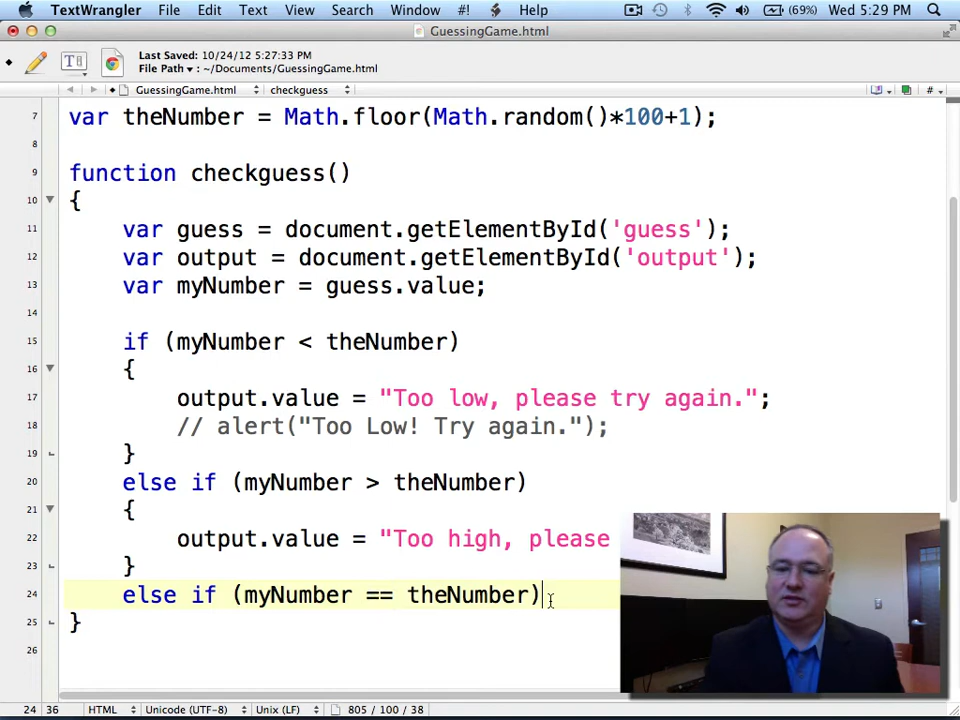 TextWrangler File Edit Text View Search Window #! Help (69%) Wed 5:29 PM
GuessingGame.html
Last Saved: 10/24/12 5:27:33 PM
File Path ▾ : ~/Documents/GuessingGame.html
GuessingGame.html checkguess #
7 var theNumber = Math.floor(Math.random()*100+1);
8
9 function checkguess()
10 {
11 var guess = document.getElementById('guess');
12 var output = document.getElementById('output');
13 var myNumber = guess.value;
14
15 if (myNumber < theNumber)
16 {
17 output.value = "Too low, please try again.";
18 // alert("Too Low! Try again.");
19 }
20 else if (myNumber > theNumber)
21 {
22 output.value = "Too high, please
23 }
24 else if (myNumber == theNumber)
25 }
26
24 36 HTML Unicode (UTF-8) Unix (LF) 805 / 100 / 38